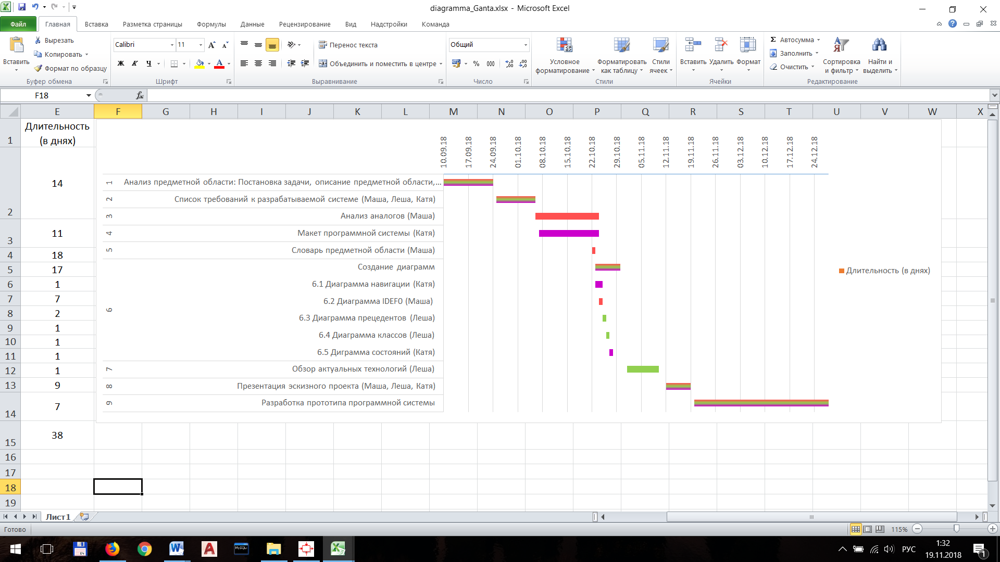 diagramma_Ganta.xlsx - Microsoft Excel
Файл Главная Вставка Разметка страницы Формулы Данные Рецензирование Вид Надстройки Команда
Вставить
Вырезать
Копировать
Формат по образцу
Буфер обмена
Calibri 11
Ж К Ч
Шрифт
Перенос текста
Объединить и поместить в центре
Выравнивание
Общий
% 000
Число
Условное форматирование
Форматировать как таблицу
Стили ячеек
Стили
Вставить Удалить Формат
Ячейки
Автосумма
Заполнить
Очистить
Сортировка и фильтр
Найти и выделить
Редактирование
F18
E F G H I J K L M N O P Q R S T U V W X
1 Длительность
(в днях)
2 14
3 11
4 18
5 17
6 1
7 7
8 2
9 1
10 1
11 1
12 1
13 9
14 7
15 38
16
17
18
19
10.09.18 17.09.18 24.09.18 01.10.18 08.10.18 15.10.18 22.10.18 29.10.18 05.11.18 12.11.18 19.11.18 26.11.18 03.12.18 10.12.18 17.12.18 24.12.18
1 Анализ предметной области: Постановка задачи, описание предметной области,...
2 Список требований к разрабатываемой системе (Маша, Леша, Катя)
3 Анализ аналогов (Маша)
4 Макет программной системы (Катя)
5 Словарь предметной области (Маша)
6 Создание диаграмм
6.1 Диаграмма навигации (Катя)
6.2 Диаграмма IDEF0 (Маша)
6.3 Диаграмма прецедентов (Леша)
6.4 Диаграмма классов (Леша)
6.5 Диграмма состояний (Катя)
7 Обзор актуальных технологий (Леша)
8 Презентация эскизного проекта (Маша, Леша, Катя)
9 Разработка прототипа программной системы
Длительность (в днях)
Лист1
Готово
115%
РУС
1:32
19.11.2018
1